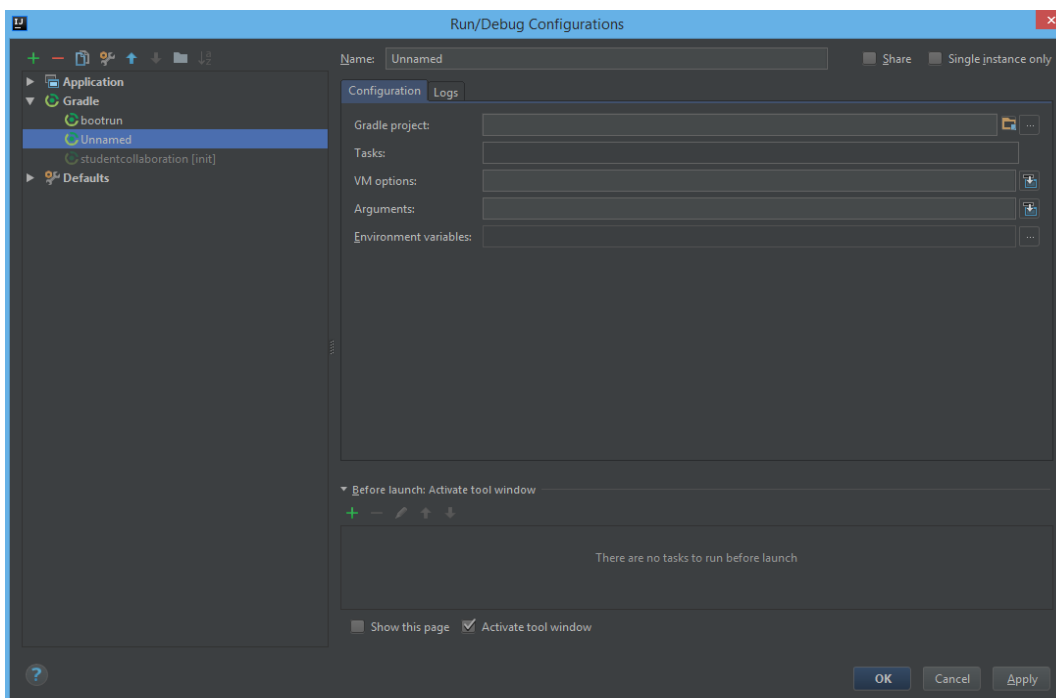 Run/Debug Configurations
Name: Unnamed
Share
Single instance only
Application
Gradle
bootrun
Unnamed
studentcollaboration [init]
Defaults
Configuration
Logs
Gradle project:
Tasks:
VM options:
Arguments:
Environment variables:
Before launch: Activate tool window
There are no tasks to run before launch
Show this page
Activate tool window
OK
Cancel
Apply